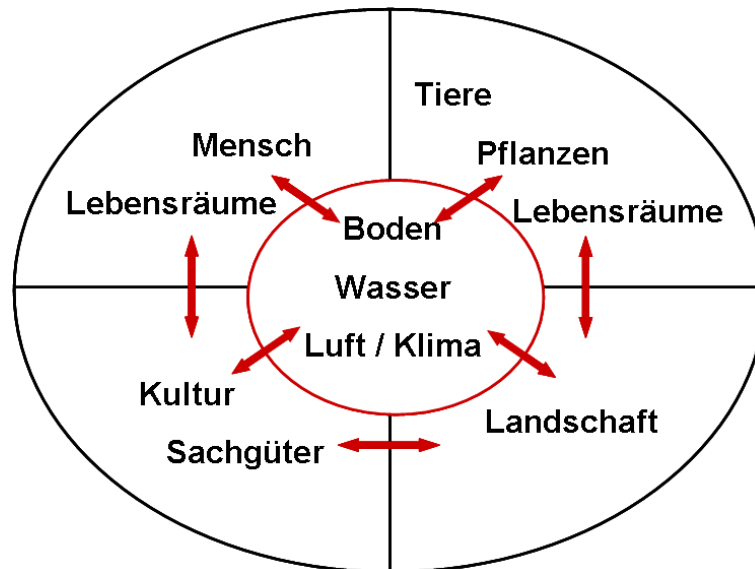 Mensch
Lebensräume
Tiere
Pflanzen
Lebensräume
Boden
Wasser
Luft / Klima
Kultur
Sachgüter
Landschaft